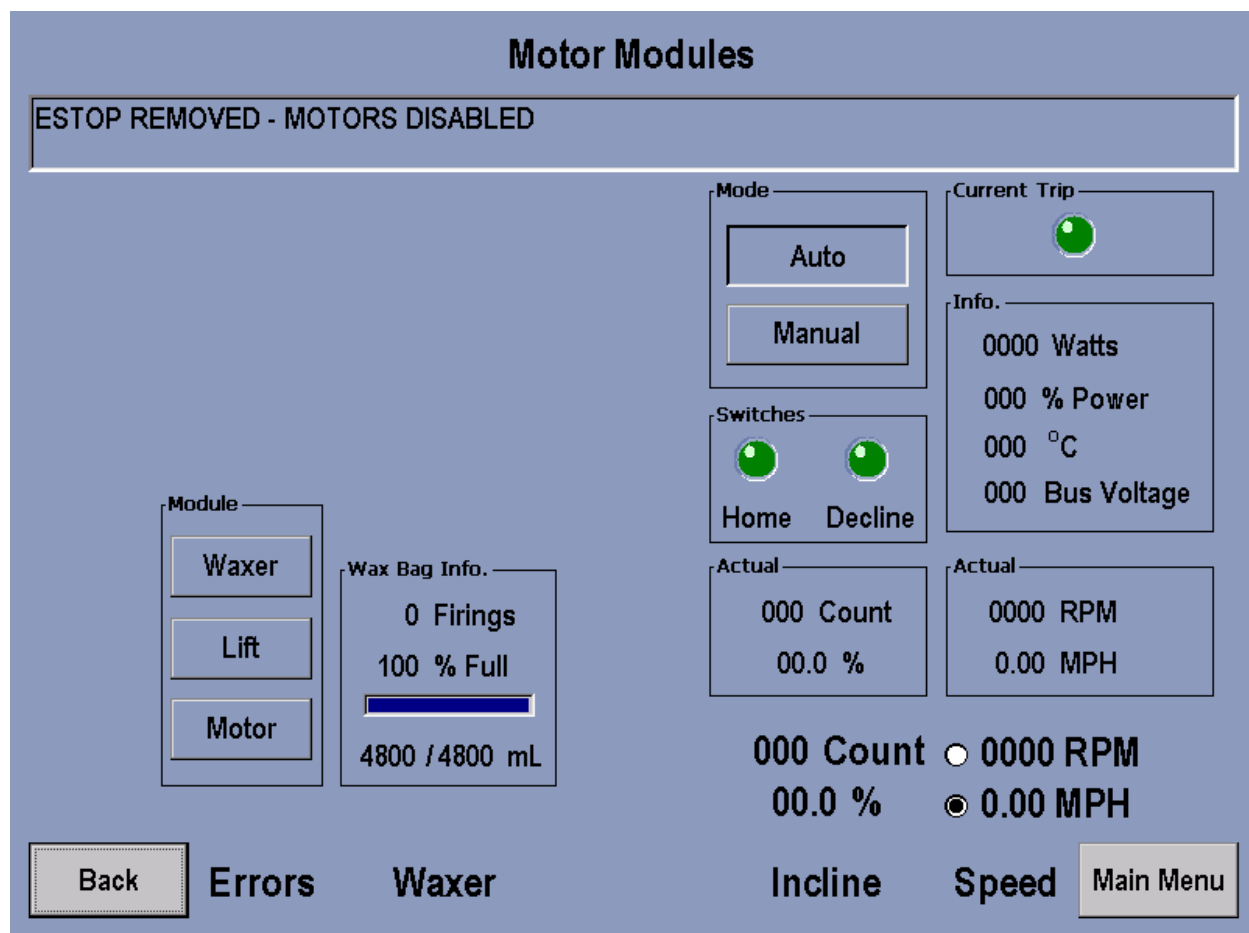 Motor Modules
ESTOP REMOVED - MOTORS DISABLED
Mode
Auto
Manual
Current Trip
Info.
0000 Watts
000 % Power
000 °C
000 Bus Voltage
Switches
Home Decline
Module
Waxer
Lift
Motor
Wax Bag Info.
0 Firings
100 % Full
4800 / 4800 mL
Actual
000 Count
00.0 %
Actual
0000 RPM
0.00 MPH
000 Count
00.0 %
0000 RPM
0.00 MPH
Back
Errors
Waxer
Incline
Speed
Main Menu